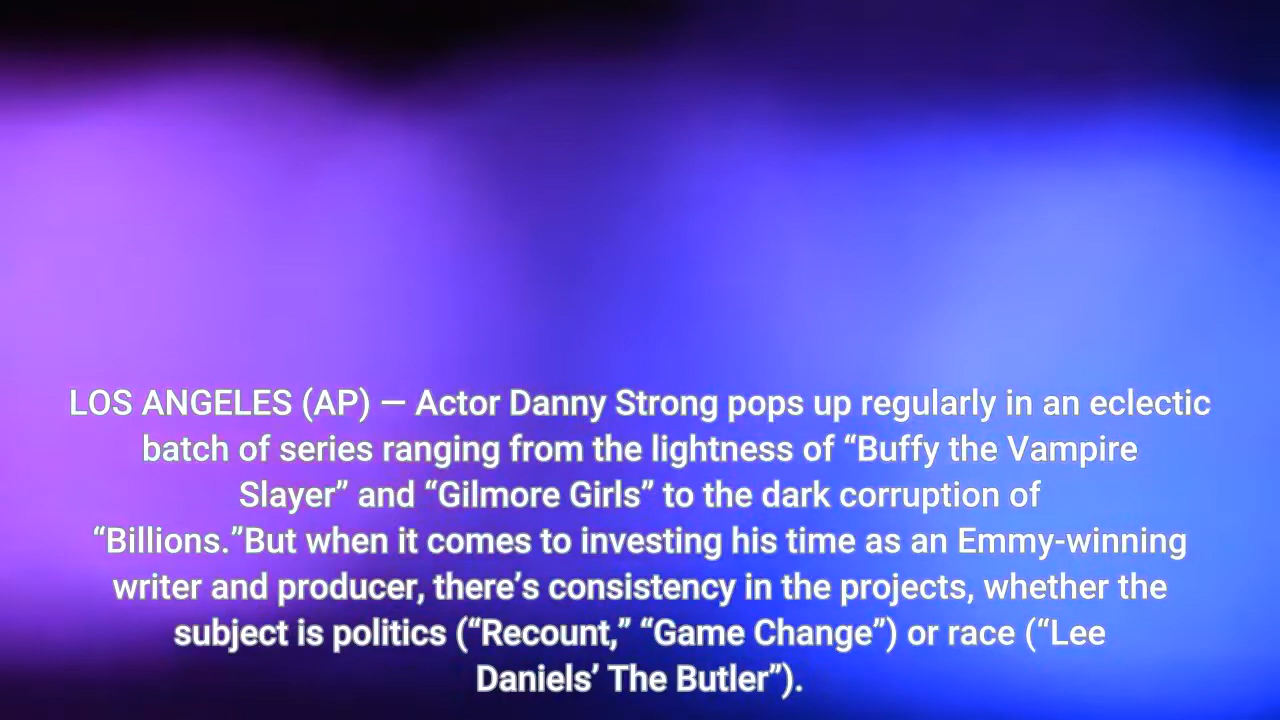 LOS ANGELES (AP) — Actor Danny Strong pops up regularly in an eclectic
batch of series ranging from the lightness of “Buffy the Vampire
Slayer” and “Gilmore Girls” to the dark corruption of
“Billions.”But when it comes to investing his time as an Emmy-winning
writer and producer, there’s consistency in the projects, whether the
subject is politics (“Recount,” “Game Change”) or race (“Lee
Daniels’ The Butler”).